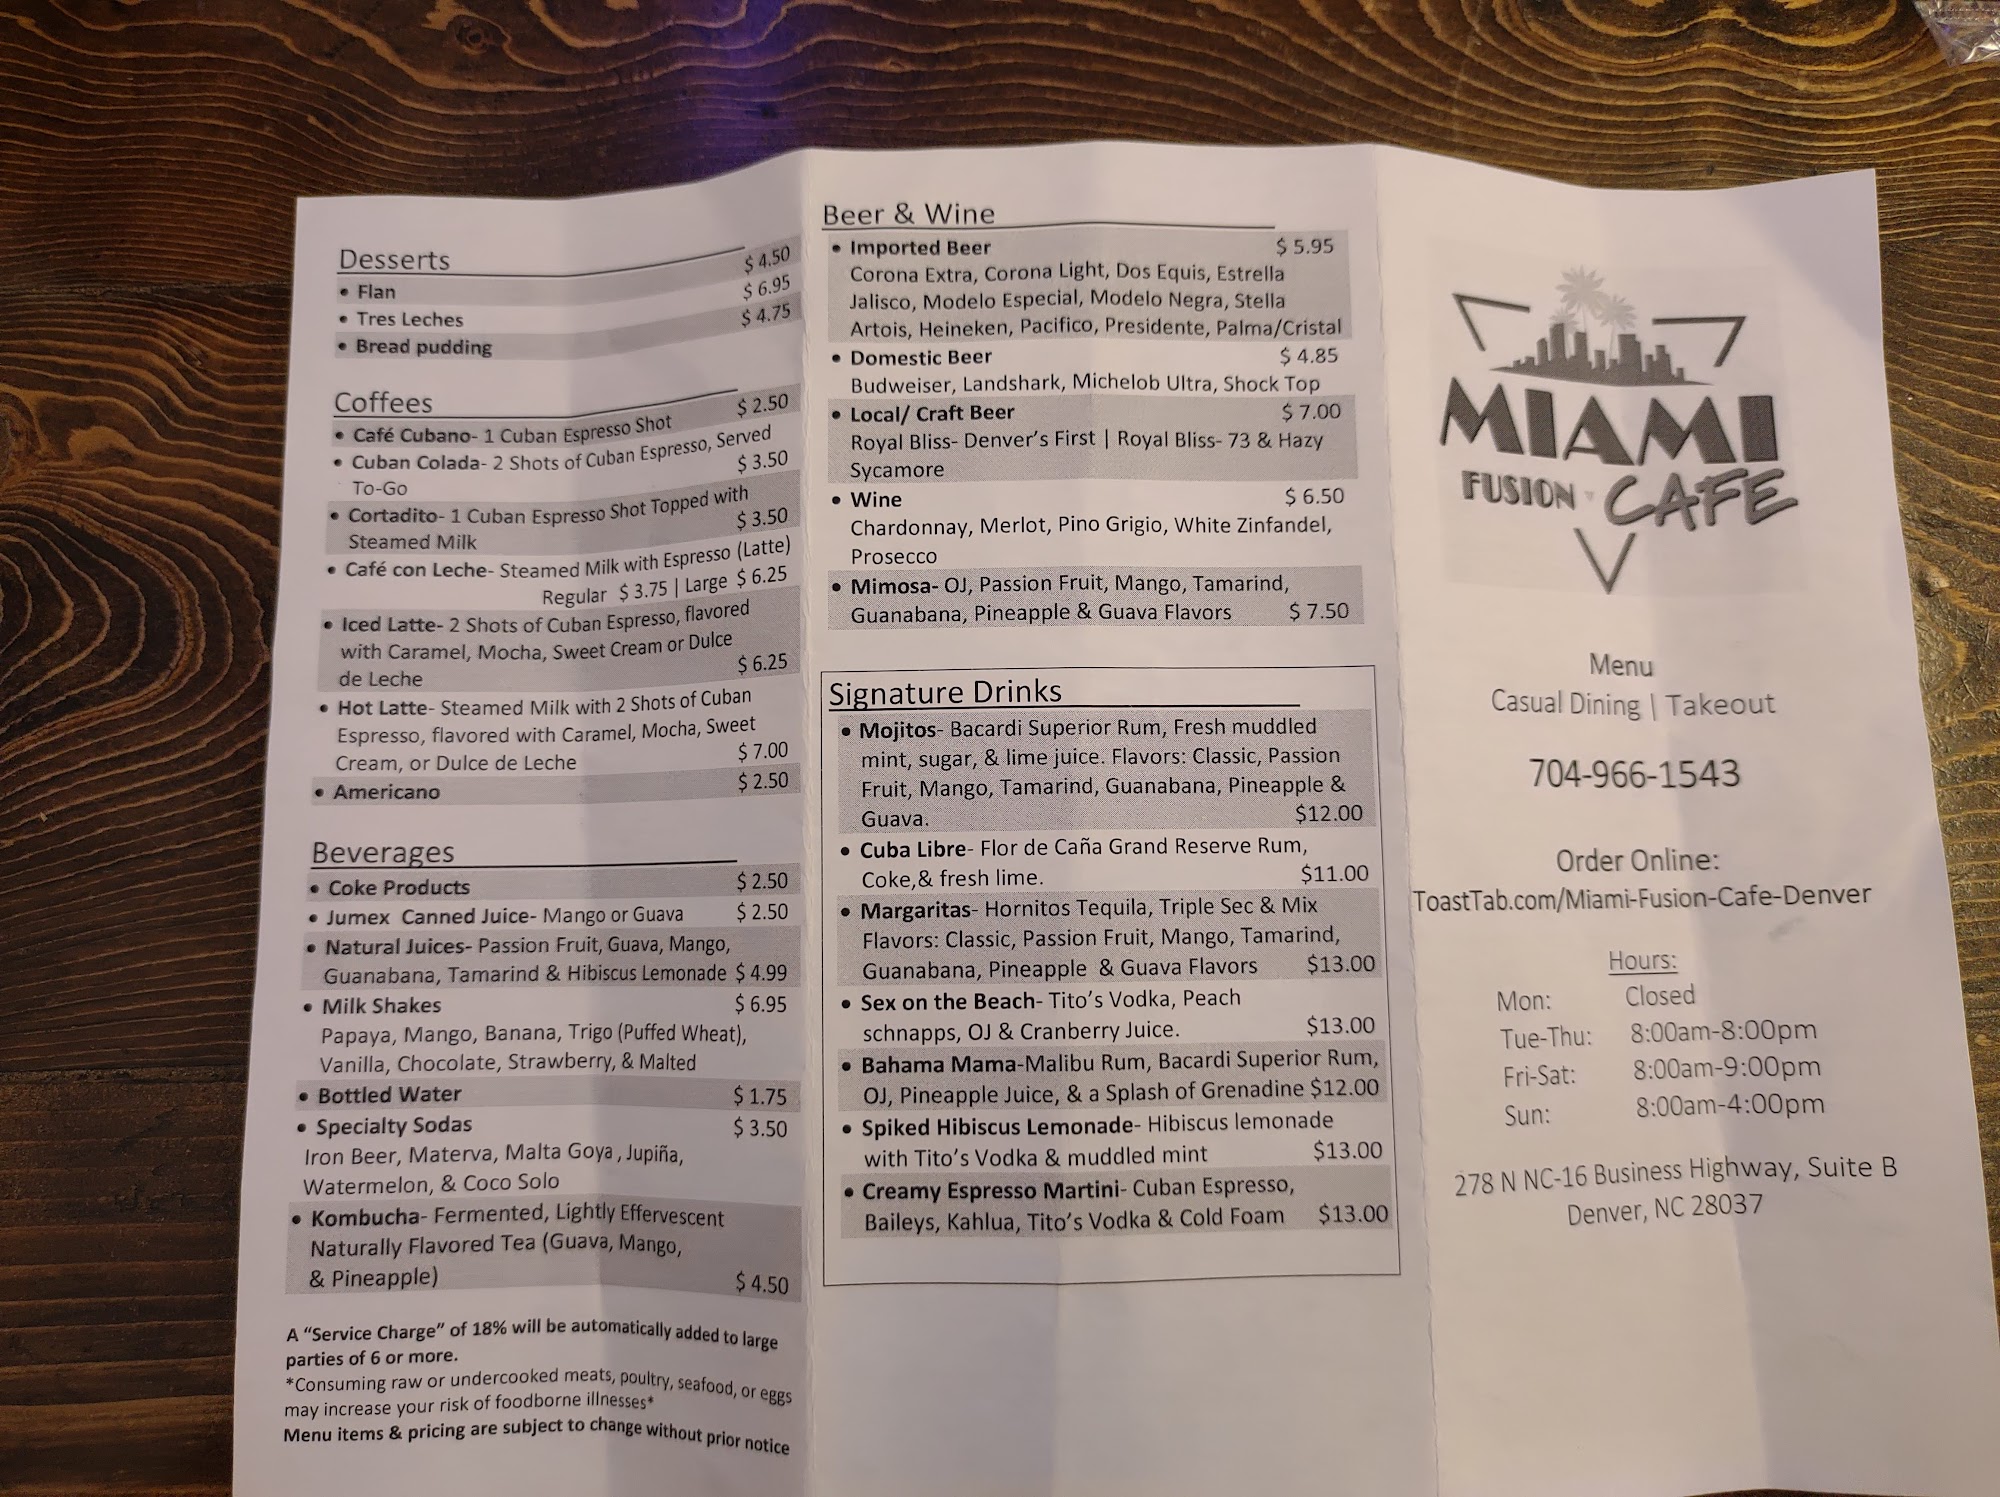 Desserts
• Flan $ 4.50
• Tres Leches $ 6.95
• Bread pudding $ 4.75
Coffees
• Café Cubano- 1 Cuban Espresso Shot $ 2.50
• Cuban Colada- 2 Shots of Cuban Espresso, Served
To-Go $ 3.50
• Cortadito- 1 Cuban Espresso Shot Topped with
Steamed Milk $ 3.50
• Café con Leche- Steamed Milk with Espresso (Latte)
Regular $ 3.75 | Large $ 6.25
• Iced Latte- 2 Shots of Cuban Espresso, flavored
with Caramel, Mocha, Sweet Cream or Dulce
de Leche $ 6.25
• Hot Latte- Steamed Milk with 2 Shots of Cuban
Espresso, flavored with Caramel, Mocha, Sweet
Cream, or Dulce de Leche $ 7.00
• Americano $ 2.50
Beverages
• Coke Products $ 2.50
• Jumex Canned Juice- Mango or Guava $ 2.50
• Natural Juices- Passion Fruit, Guava, Mango,
Guanabana, Tamarind & Hibiscus Lemonade $ 4.99
• Milk Shakes $ 6.95
Papaya, Mango, Banana, Trigo (Puffed Wheat),
Vanilla, Chocolate, Strawberry, & Malted
• Bottled Water $ 1.75
• Specialty Sodas $ 3.50
Iron Beer, Materva, Malta Goya , Jupiña,
Watermelon, & Coco Solo
• Kombucha- Fermented, Lightly Effervescent
Naturally Flavored Tea (Guava, Mango,
& Pineapple) $ 4.50
A "Service Charge" of 18% will be automatically added to large
parties of 6 or more.
*Consuming raw or undercooked meats, poultry, seafood, or eggs
may increase your risk of foodborne illnesses*
Menu items & pricing are subject to change without prior notice
Beer & Wine
• Imported Beer $ 5.95
Corona Extra, Corona Light, Dos Equis, Estrella
Jalisco, Modelo Especial, Modelo Negra, Stella
Artois, Heineken, Pacifico, Presidente, Palma/Cristal
• Domestic Beer $ 4.85
Budweiser, Landshark, Michelob Ultra, Shock Top
• Local/ Craft Beer $ 7.00
Royal Bliss- Denver's First | Royal Bliss- 73 & Hazy
Sycamore
• Wine $ 6.50
Chardonnay, Merlot, Pino Grigio, White Zinfandel,
Prosecco
• Mimosa- OJ, Passion Fruit, Mango, Tamarind,
Guanabana, Pineapple & Guava Flavors $ 7.50
Signature Drinks
• Mojitos- Bacardi Superior Rum, Fresh muddled
mint, sugar, & lime juice. Flavors: Classic, Passion
Fruit, Mango, Tamarind, Guanabana, Pineapple &
Guava. $12.00
• Cuba Libre- Flor de Caña Grand Reserve Rum,
Coke,& fresh lime. $11.00
• Margaritas- Hornitos Tequila, Triple Sec & Mix
Flavors: Classic, Passion Fruit, Mango, Tamarind,
Guanabana, Pineapple & Guava Flavors $13.00
• Sex on the Beach- Tito's Vodka, Peach
schnapps, OJ & Cranberry Juice. $13.00
• Bahama Mama-Malibu Rum, Bacardi Superior Rum,
OJ, Pineapple Juice, & a Splash of Grenadine $12.00
• Spiked Hibiscus Lemonade- Hibiscus lemonade
with Tito's Vodka & muddled mint $13.00
• Creamy Espresso Martini- Cuban Espresso,
Baileys, Kahlua, Tito's Vodka & Cold Foam $13.00
MIAMI
FUSION CAFE
Menu
Casual Dining | Takeout
704-966-1543
Order Online:
ToastTab.com/Miami-Fusion-Cafe-Denver
Hours:
Mon: Closed
Tue-Thu: 8:00am-8:00pm
Fri-Sat: 8:00am-9:00pm
Sun: 8:00am-4:00pm
278 N NC-16 Business Highway, Suite B
Denver, NC 28037